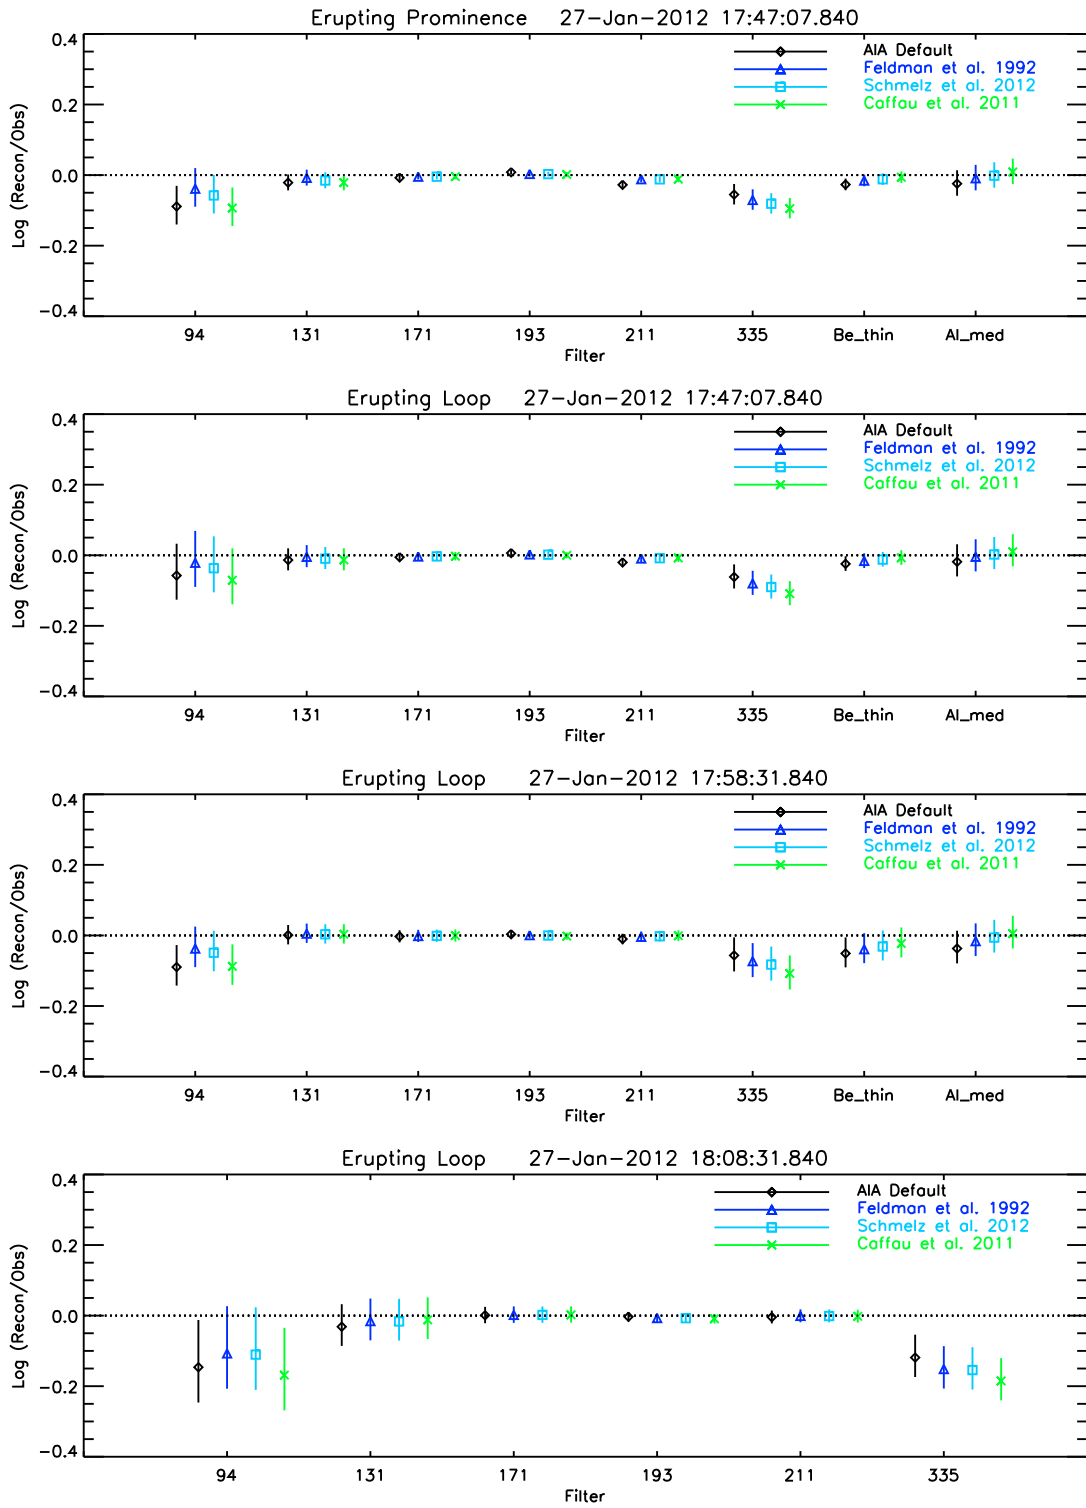 Erupting Prominence 27-Jan-2012 17:47:07.840
0.4
0.2
0.0
-0.2
-0.4
Log (Recon/Obs)
AIA Default
Feldman et al. 1992
Schmelz et al. 2012
Caffau et al. 2011
94 131 171 193 211 335 Be_thin Al_med
Filter
Erupting Loop 27-Jan-2012 17:47:07.840
0.4
0.2
0.0
-0.2
-0.4
Log (Recon/Obs)
AIA Default
Feldman et al. 1992
Schmelz et al. 2012
Caffau et al. 2011
94 131 171 193 211 335 Be_thin Al_med
Filter
Erupting Loop 27-Jan-2012 17:58:31.840
0.4
0.2
0.0
-0.2
-0.4
Log (Recon/Obs)
AIA Default
Feldman et al. 1992
Schmelz et al. 2012
Caffau et al. 2011
94 131 171 193 211 335 Be_thin Al_med
Filter
Erupting Loop 27-Jan-2012 18:08:31.840
0.4
0.2
0.0
-0.2
-0.4
Log (Recon/Obs)
AIA Default
Feldman et al. 1992
Schmelz et al. 2012
Caffau et al. 2011
94 131 171 193 211 335
Filter